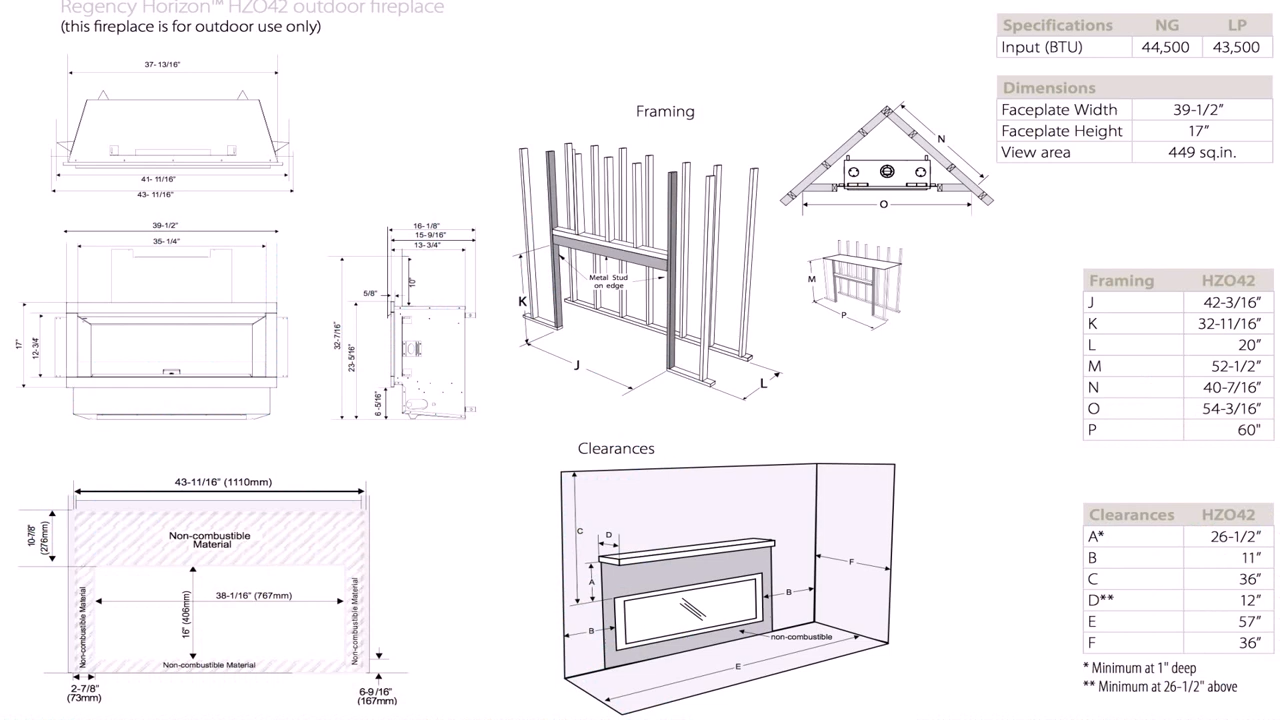 Regency Horizon™ HZO42 outdoor fireplace
(this fireplace is for outdoor use only)
37- 13/16"
41- 11/16"
43- 11/16"
39-1/2"
35- 1/4"
17"
12-3/4"
16- 1/8"
15-9/16"
13- 3/4"
5/8"
10"
32-7/16"
23-5/16"
6 -5/16"
43-11/16" (1110mm)
10-7/8"
(276mm)
Non-combustible
Material
38-1/16" (767mm)
16" (406mm)
Non-combustible Material
Non-combustible Material
Non-combustible Material
2-7/8"
(73mm)
6-9 /16"
(167mm)
Framing
Metal Stud
on edge
K
J
L
N
O
M
P
Clearances
C
D
A
B
B
F
E
non-combustible
Specifications NG LP
Input (BTU) 44,500 43,500
Dimensions
Faceplate Width 39-1/2”
Faceplate Height 17”
View area 449 sq.in.
Framing HZO42
J 42-3/16”
K 32-11/16”
L 20”
M 52-1/2”
N 40-7/16”
O 54-3/16”
P 60"
Clearances HZO42
A* 26-1/2”
B 11”
C 36”
D** 12”
E 57”
F 36”
* Minimum at 1" deep
** Minimum at 26-1/2" above